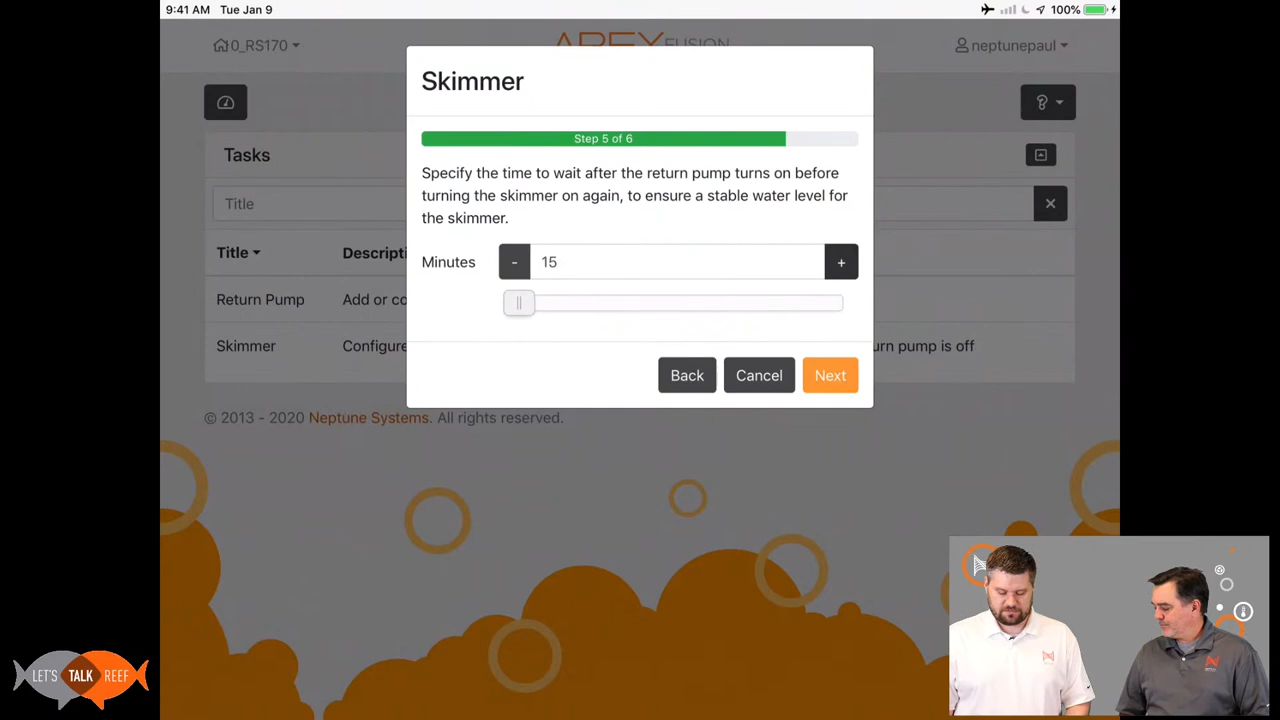 9:41 AM Tue Jan 9 100%
0_RS170
APEX FUSION
neptunepaul
Skimmer
Step 5 of 6
Tasks
Specify the time to wait after the return pump turns on before
turning the skimmer on again, to ensure a stable water level for
the skimmer.
Title
Minutes - 15 +
Title Descripti
Return Pump Add or co
Skimmer Configure urn pump is off
Back Cancel Next
© 2013 - 2020 Neptune Systems. All rights reserved.
LET'S TALK REEF